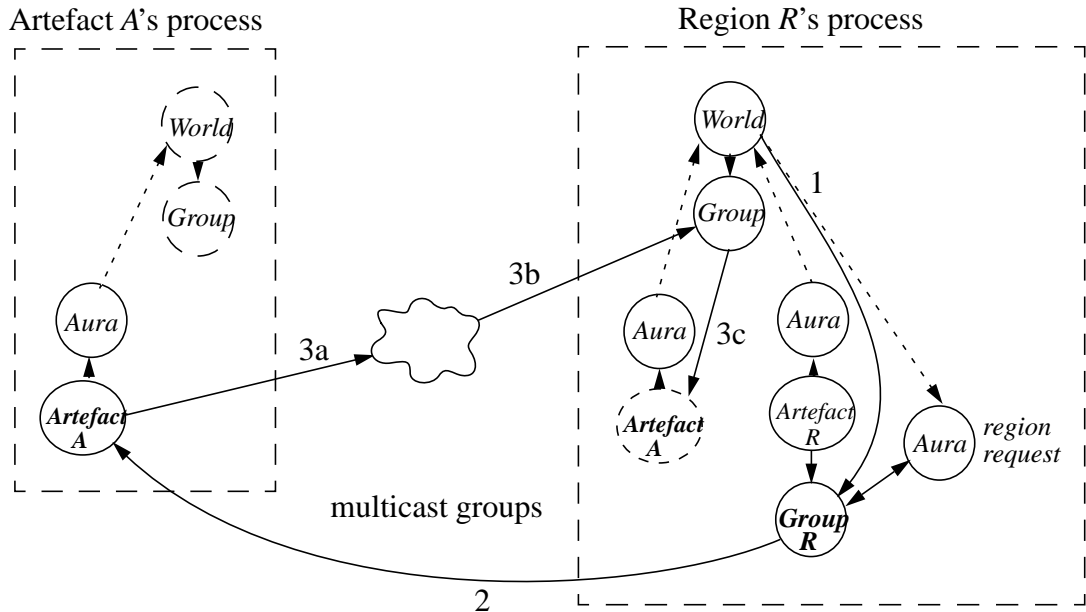 Artefact A's process
Region R's process
World
Group
Aura
Artefact
A
3a
3b
multicast groups
2
World
1
Group
Aura
3c
Aura
Artefact
A
Artefact
R
Aura
region
request
Group
R